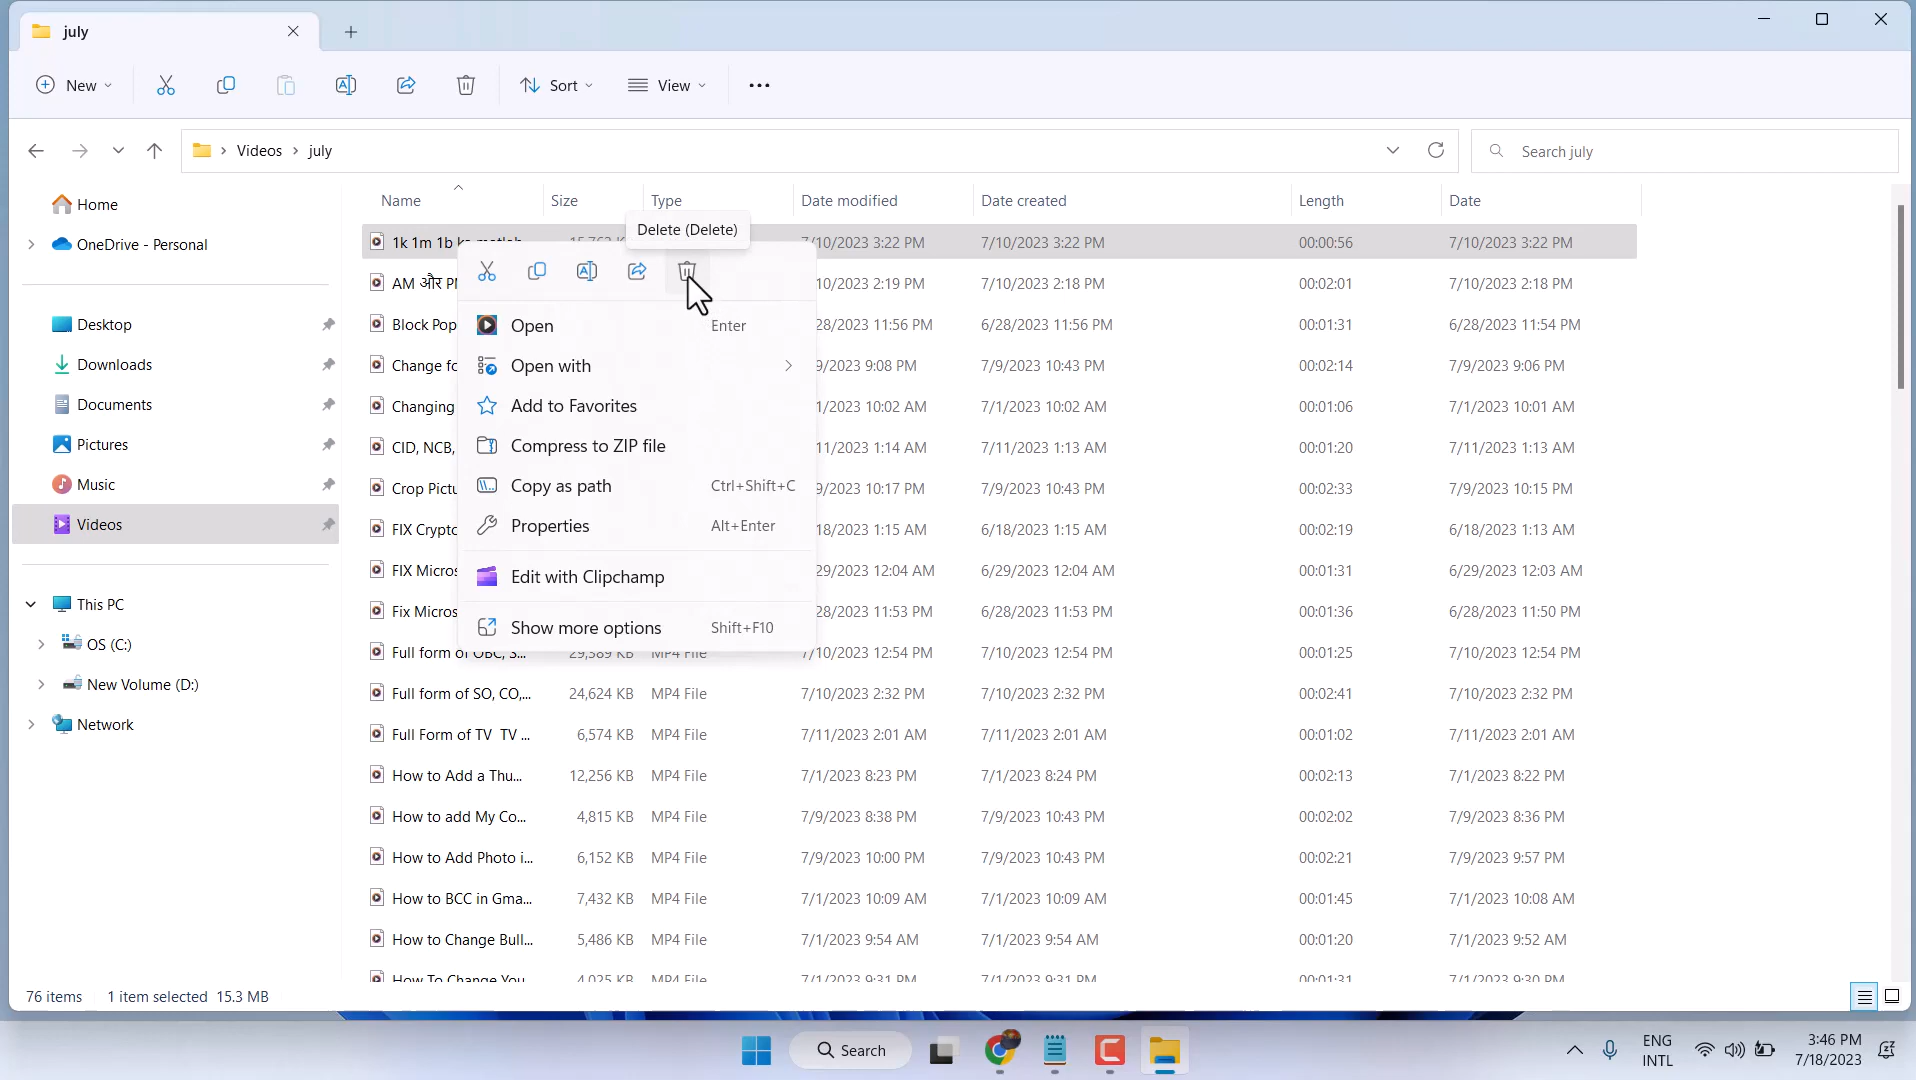 july
New
Sort
View
Videos > july
Search july
Home
OneDrive - Personal
Desktop
Downloads
Documents
Pictures
Music
Videos
This PC
OS (C:)
New Volume (D:)
Network
Name Size Type Date modified Date created Length Date
Delete (Delete)
1k 1m 1b 7/10/2023 3:22 PM 7/10/2023 3:22 PM 00:00:56 7/10/2023 3:22 PM
AM और 10/2023 2:19 PM 7/10/2023 2:18 PM 00:02:01 7/10/2023 2:18 PM
Block Pop 28/2023 11:56 PM 6/28/2023 11:56 PM 00:01:31 6/28/2023 11:54 PM
Change fo 9/2023 9:08 PM 7/9/2023 10:43 PM 00:02:14 7/9/2023 9:06 PM
Changing 1/2023 10:02 AM 7/1/2023 10:02 AM 00:01:06 7/1/2023 10:01 AM
CID, NCB, 11/2023 1:14 AM 7/11/2023 1:13 AM 00:01:20 7/11/2023 1:13 AM
Crop Pictu 9/2023 10:17 PM 7/9/2023 10:43 PM 00:02:33 7/9/2023 10:15 PM
FIX Crypto 18/2023 1:15 AM 6/18/2023 1:15 AM 00:02:19 6/18/2023 1:13 AM
FIX Micros 29/2023 12:04 AM 6/29/2023 12:04 AM 00:01:31 6/29/2023 12:03 AM
Fix Micros 28/2023 11:53 PM 6/28/2023 11:53 PM 00:01:36 6/28/2023 11:50 PM
Full form of OBC, S... 29,389 KB MP4 File 7/10/2023 12:54 PM 7/10/2023 12:54 PM 00:01:25 7/10/2023 12:54 PM
Full form of SO, CO,... 24,624 KB MP4 File 7/10/2023 2:32 PM 7/10/2023 2:32 PM 00:02:41 7/10/2023 2:32 PM
Full Form of TV TV ... 6,574 KB MP4 File 7/11/2023 2:01 AM 7/11/2023 2:01 AM 00:01:02 7/11/2023 2:01 AM
How to Add a Thu... 12,256 KB MP4 File 7/1/2023 8:23 PM 7/1/2023 8:24 PM 00:02:13 7/1/2023 8:22 PM
How to add My Co... 4,815 KB MP4 File 7/9/2023 8:38 PM 7/9/2023 10:43 PM 00:02:02 7/9/2023 8:36 PM
How to Add Photo i... 6,152 KB MP4 File 7/9/2023 10:00 PM 7/9/2023 10:43 PM 00:02:21 7/9/2023 9:57 PM
How to BCC in Gma... 7,432 KB MP4 File 7/1/2023 10:09 AM 7/1/2023 10:09 AM 00:01:45 7/1/2023 10:08 AM
How to Change Bull... 5,486 KB MP4 File 7/1/2023 9:54 AM 7/1/2023 9:54 AM 00:01:20 7/1/2023 9:52 AM
How To Change You 4,025 KB MP4 File 7/1/2023 9:31 PM 7/1/2023 9:31 PM 00:01:31 7/1/2023 9:30 PM
Open Enter
Open with
Add to Favorites
Compress to ZIP file
Copy as path Ctrl+Shift+C
Properties Alt+Enter
Edit with Clipchamp
Show more options Shift+F10
76 items 1 item selected 15.3 MB
Search
ENG
INTL
3:46 PM
7/18/2023